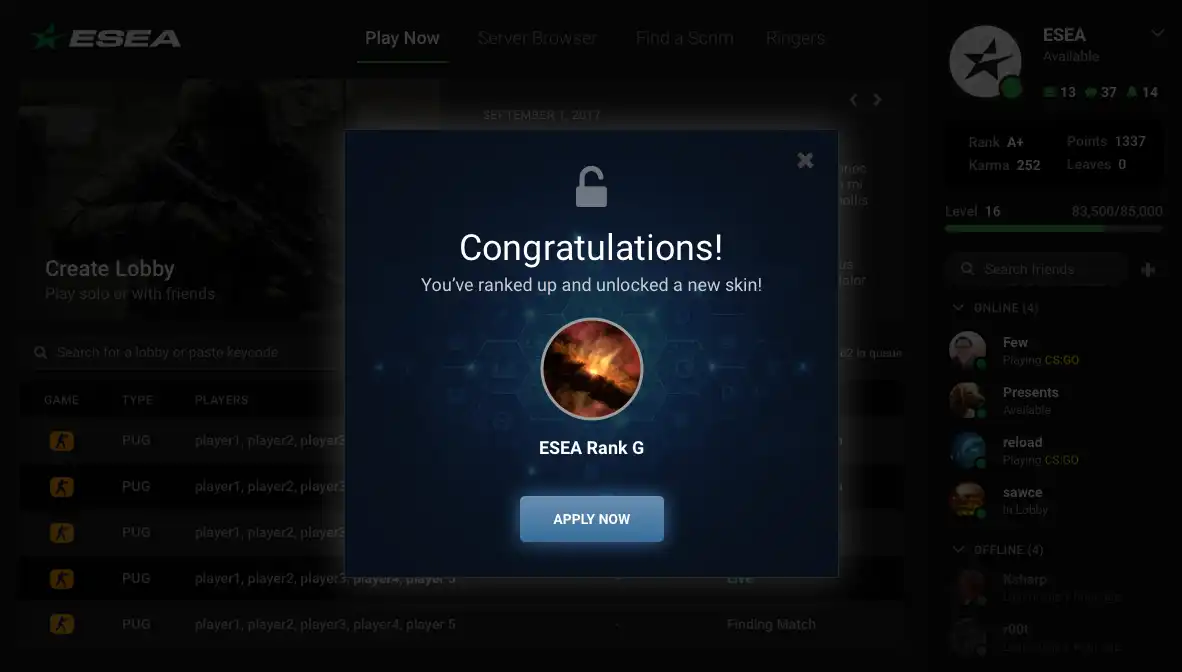 ESEA
Play Now
Server Browser
Find a Scrim
Ringers
ESEA
Available
13 37 14
Rank A+
Points 1337
Karma 252
Leaves 0
Level 16
83,500/85,000
Search friends
ONLINE (4)
Few
Playing CS:GO
Presents
Available
reload
Playing CS:GO
sawce
In Lobby
OFFLINE (4)
Ksharp
r00t
SEPTEMBER 1, 2017
Create Lobby
Play solo or with friends
Search for a lobby or paste keycode
in queue
GAME
TYPE
PLAYERS
PUG
player1, player2, player3
PUG
player1, player2, player3
PUG
player1, player2, player3
PUG
player1, player2, player3, player4, player 5
Live
PUG
player1, player2, player3, player4, player 5
Finding Match
Congratulations!
You’ve ranked up and unlocked a new skin!
ESEA Rank G
APPLY NOW